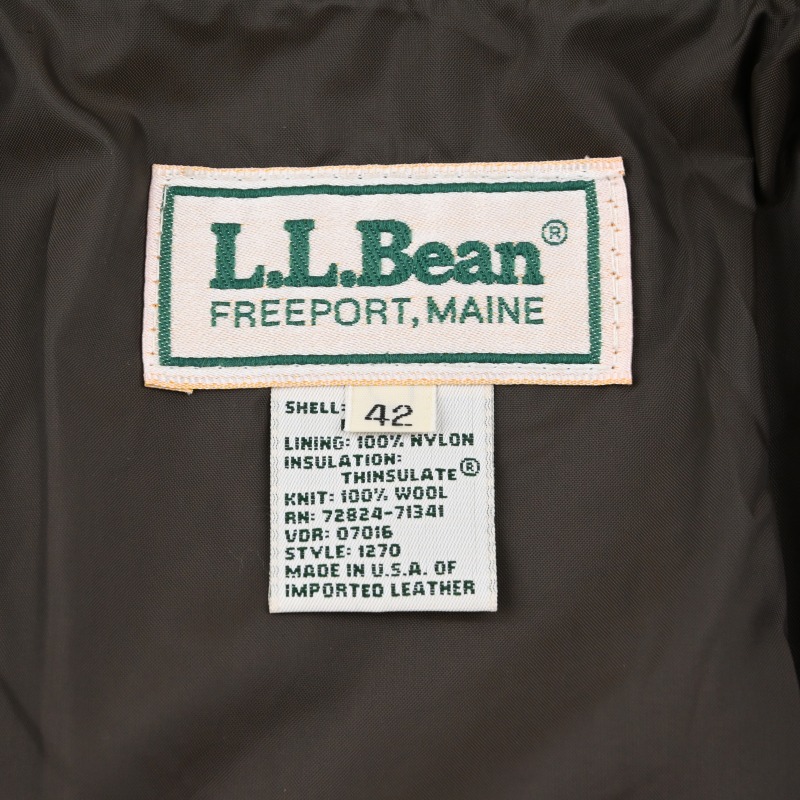 L.L.Bean®
FREEPORT, MAINE
SHELL:
42
LINING: 100% NYLON
INSULATION:
THINSULATE®
KNIT: 100% WOOL
RN: 72824-71341
VDR: 07016
STYLE: 1270
MADE IN U.S.A. OF
IMPORTED LEATHER